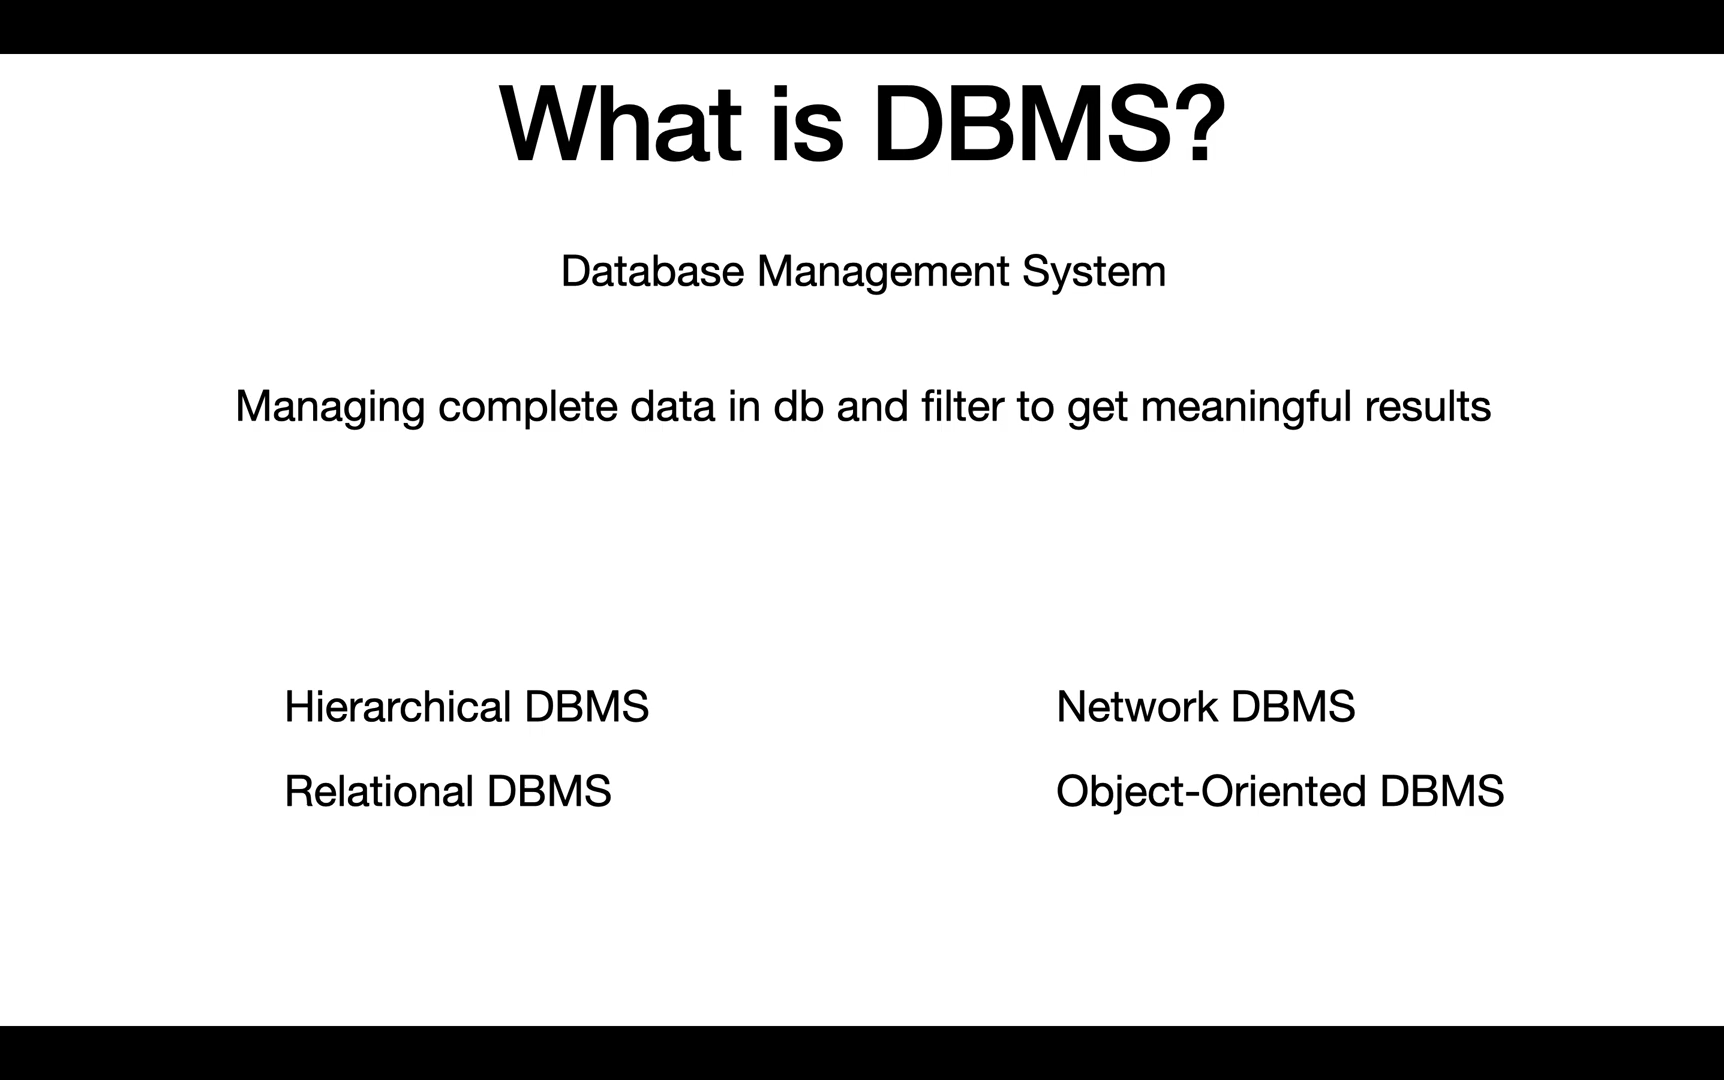 What is DBMS?
Database Management System
Managing complete data in db and filter to get meaningful results
Hierarchical DBMS
Network DBMS
Relational DBMS
Object-Oriented DBMS